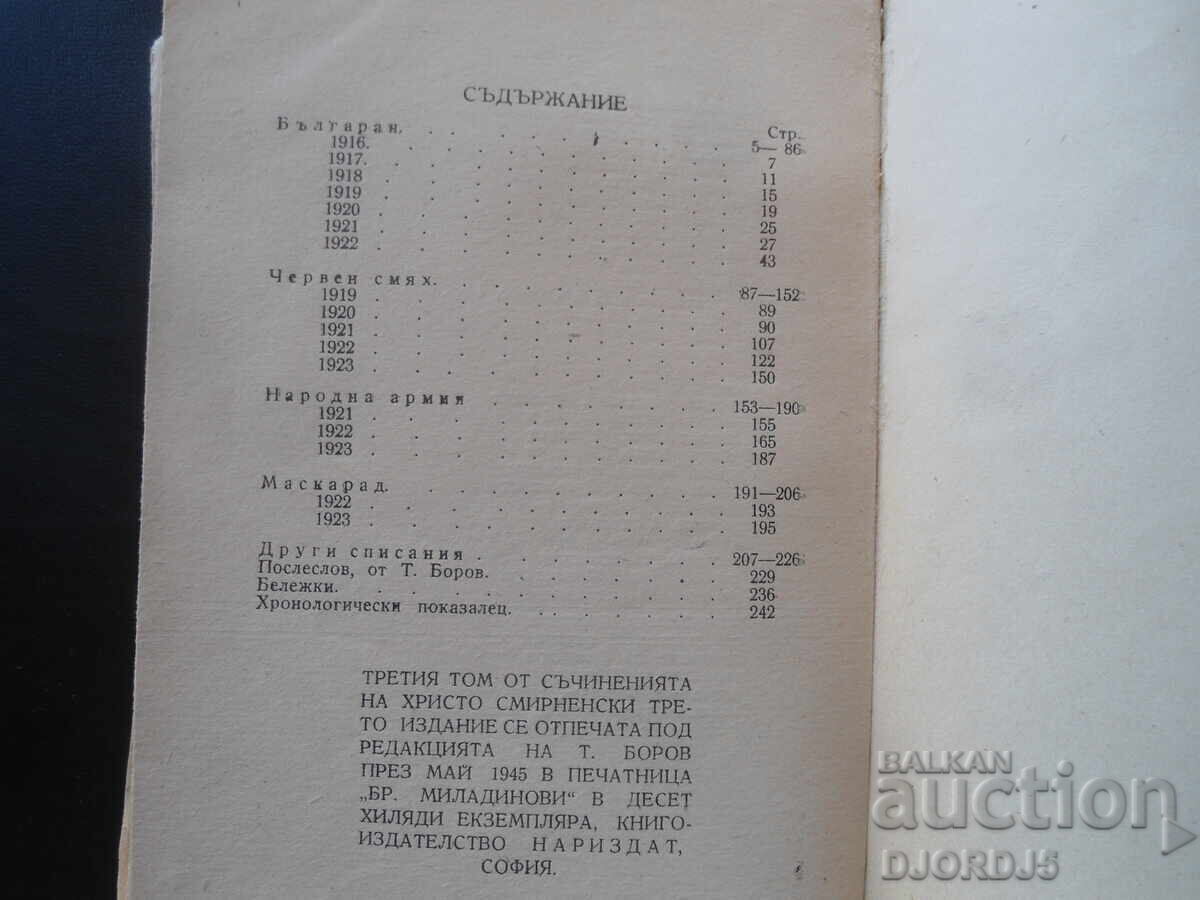 СЪДЪРЖАНИЕ
Стр.
Българан. 5—86
1916. 7
1917. 11
1918 15
1919 19
1920 25
1921 27
1922 43
Червен смях. 87—152
1919 89
1920 90
1921 107
1922 122
1923 150
Народна армия 153—190
1921 155
1922 165
1923 187
Маскарад. 191—206
1922 193
1923 195
Други списания 207—226
Послеслов, от Т. Боров. 229
Бележки. 236
Хронологически показалец. 242
ТРЕТИЯ ТОМ ОТ СЪЧИНЕНИЯТА
НА ХРИСТО СМИРНЕНСКИ ТРЕ-
ТО ИЗДАНИЕ СЕ ОТПЕЧАТА ПОД
РЕДАКЦИЯТА НА Т. БОРОВ
ПРЕЗ МАЙ 1945 В ПЕЧАТНИЦА
„БР. МИЛАДИНОВИ“ В ДЕСЕТ
ХИЛЯДИ ЕКЗЕМПЛЯРА, КНИГО-
ИЗДАТЕЛСТВО НАРИЗДАТ,
СОФИЯ.
BALKAN
auction
DJORDJ5